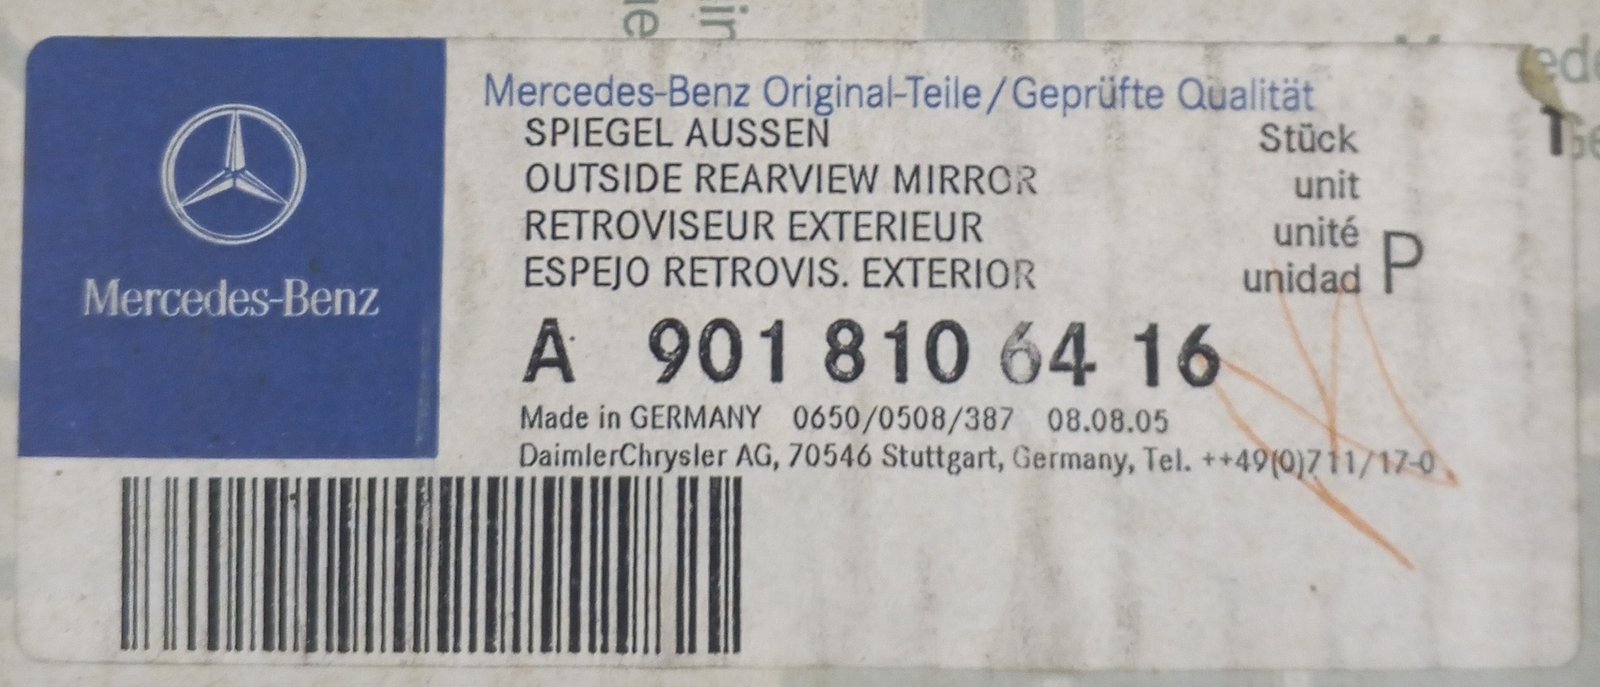 Mercedes-Benz
Mercedes-Benz Original-Teile/Geprüfte Qualität
SPIEGEL AUSSEN Stück 1
OUTSIDE REARVIEW MIRROR unit
RETROVISEUR EXTERIEUR unité
ESPEJO RETROVIS. EXTERIOR unidad P
A 901 810 64 16
Made in GERMANY 0650/0508/387 08.08.05
DaimlerChrysler AG, 70546 Stuttgart, Germany, Tel. ++49(0)711/17-0